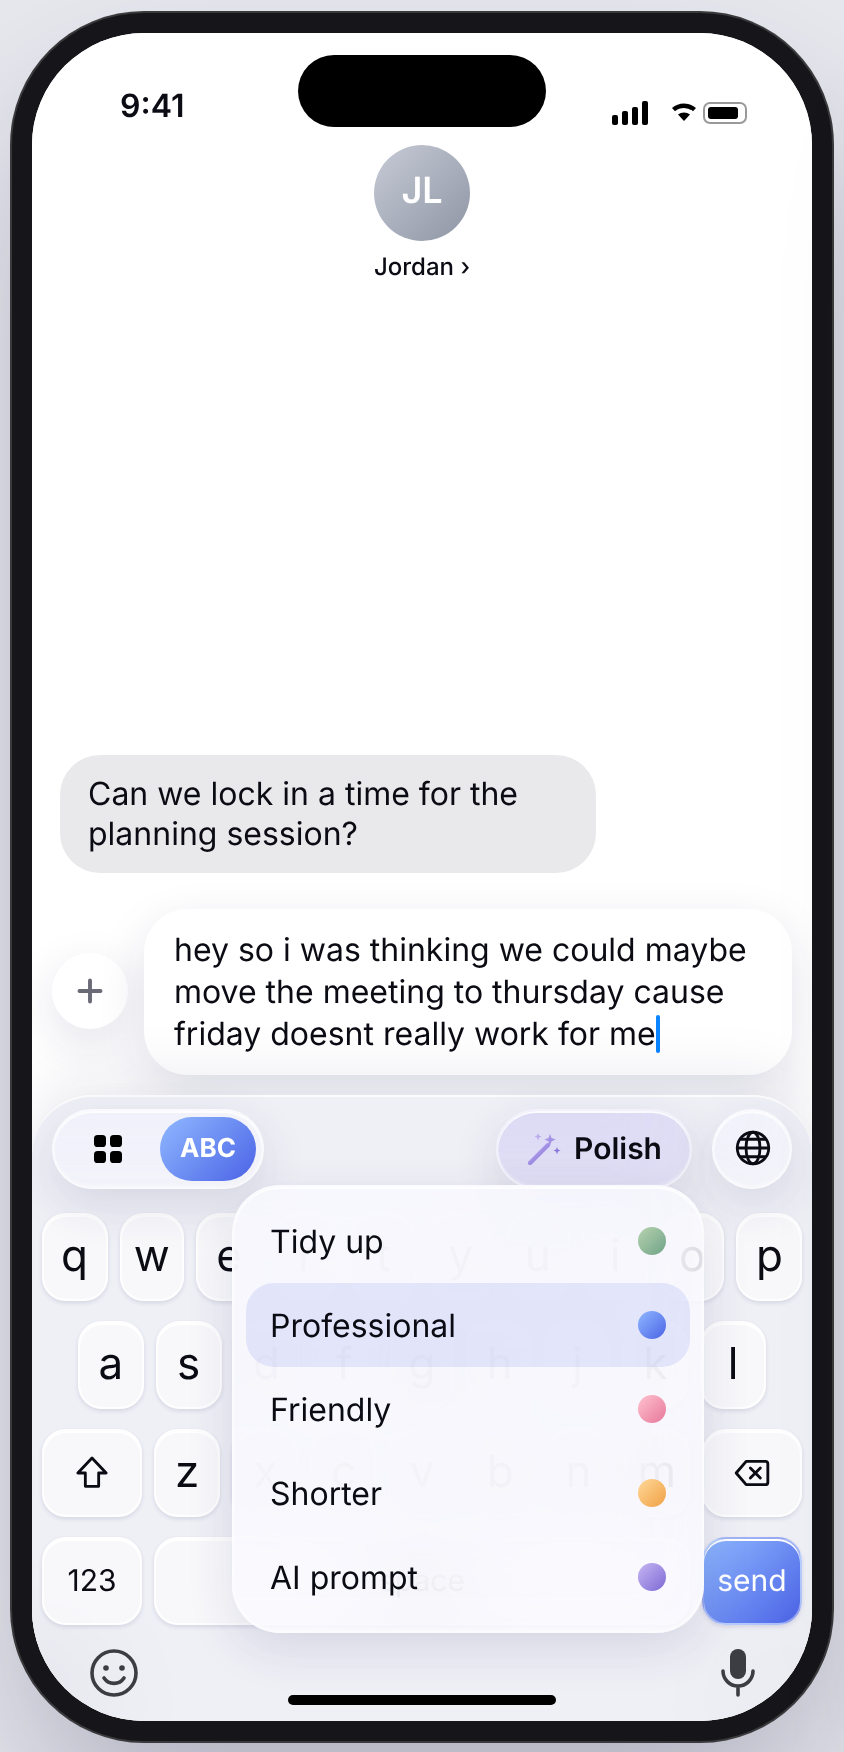 9:41
JL
Jordan ›
Can we lock in a time for the
planning session?
hey so i was thinking we could maybe
move the meeting to thursday cause
friday doesnt really work for me
ABC
Polish
Tidy up
Professional
Friendly
Shorter
AI prompt
q w e t y u i o p
a s d f g h j k l
z x c v b n m
123 space send